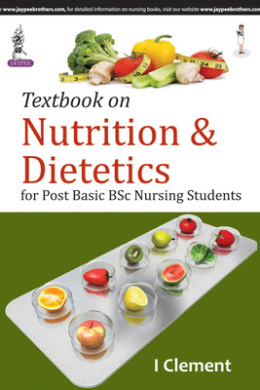 www.jaypeebrothers.com, for detailed information on nursing books, visit our website www.jaypeebrothers.com
JAYPEE
Textbook on
Nutrition &
Dietetics
for Post Basic BSc Nursing Students
I Clement